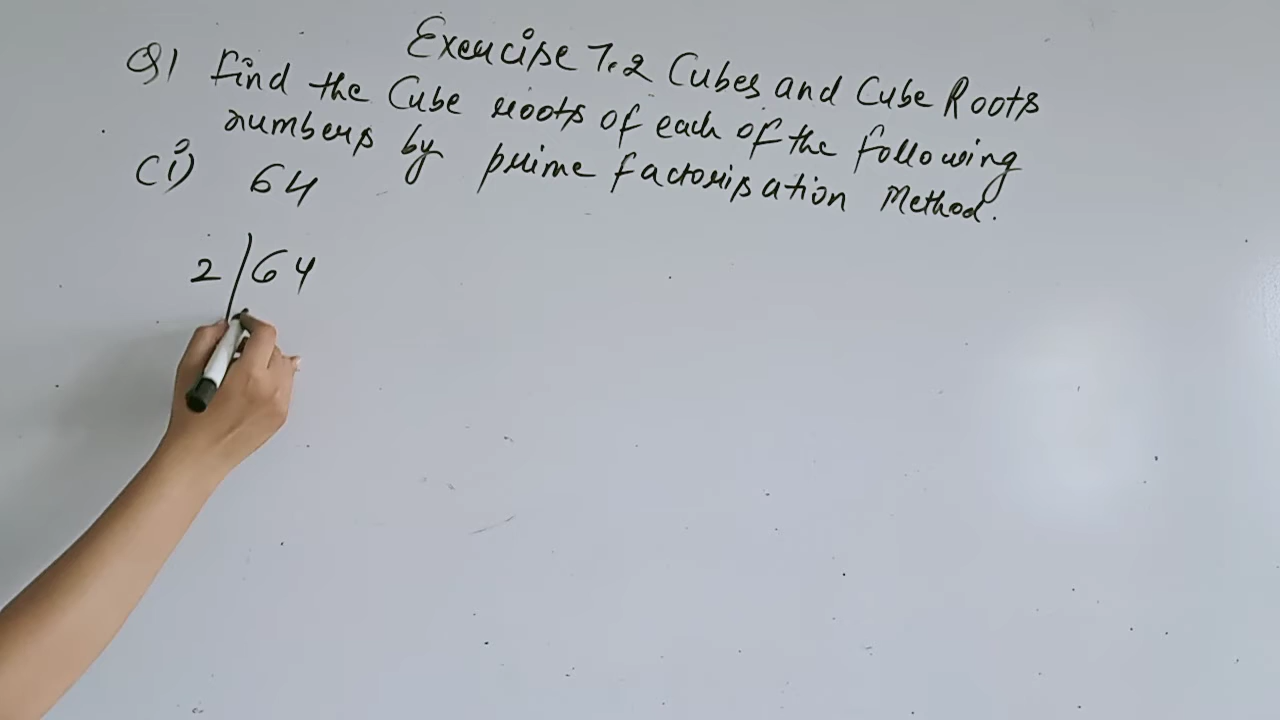 Exercise 7.2 Cubes and Cube Roots
Q1 Find the Cube roots of each of the following
numbers by prime factorisation Method.
(i) 64
2 | 64